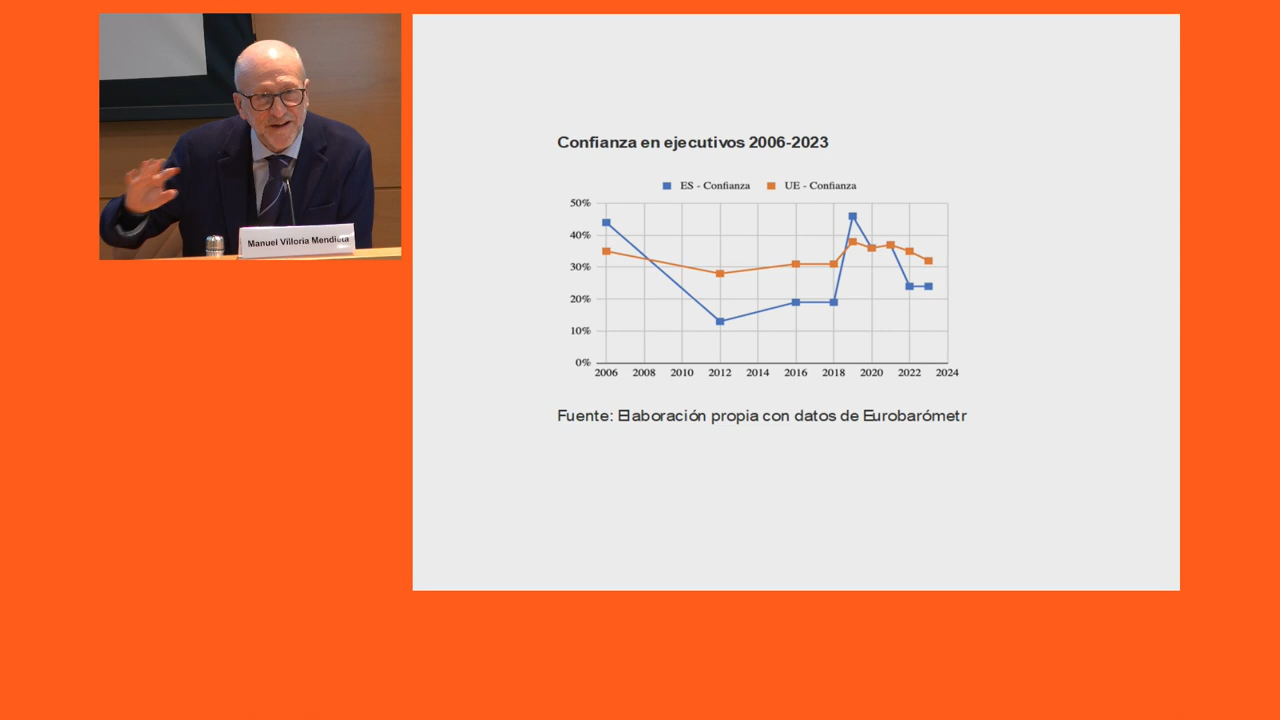 Manuel Villoria Mendieta
Confianza en ejecutivos 2006-2023
ES - Confianza UE - Confianza
50%
40%
30%
20%
10%
0%
2006 2008 2010 2012 2014 2016 2018 2020 2022 2024
Fuente: Elaboración propia con datos de Eurobarómetr